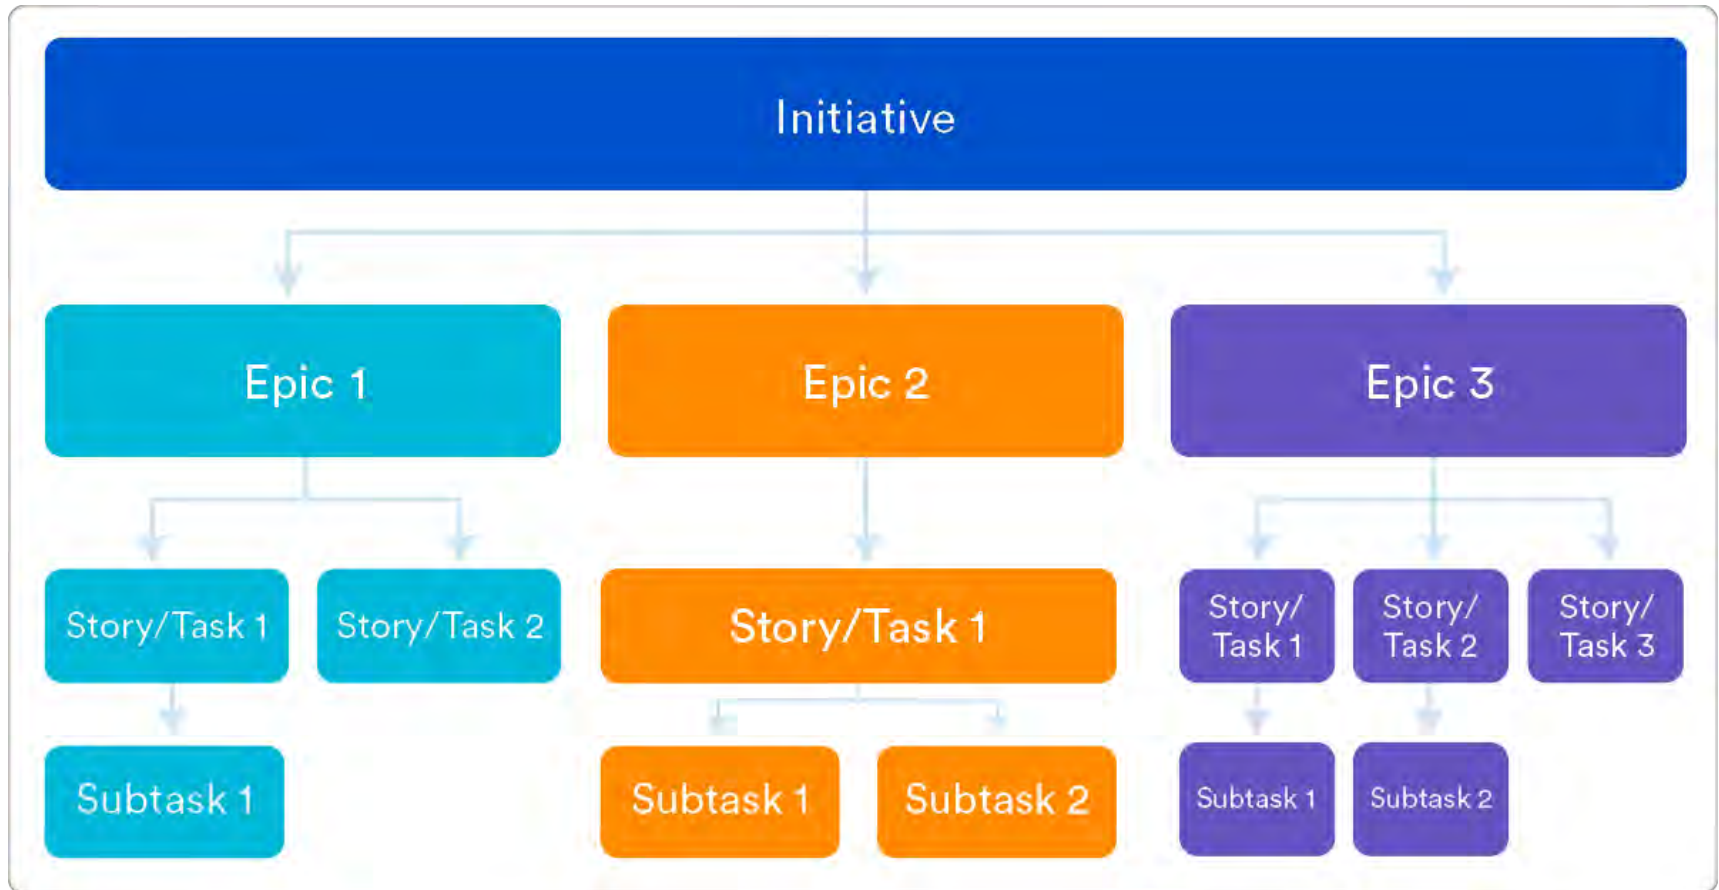 Initiative
Epic 1
Epic 2
Epic 3
Story/Task 1
Story/Task 2
Story/Task 1
Story/
Task 1
Story/
Task 2
Story/
Task 3
Subtask 1
Subtask 1
Subtask 2
Subtask 1
Subtask 2